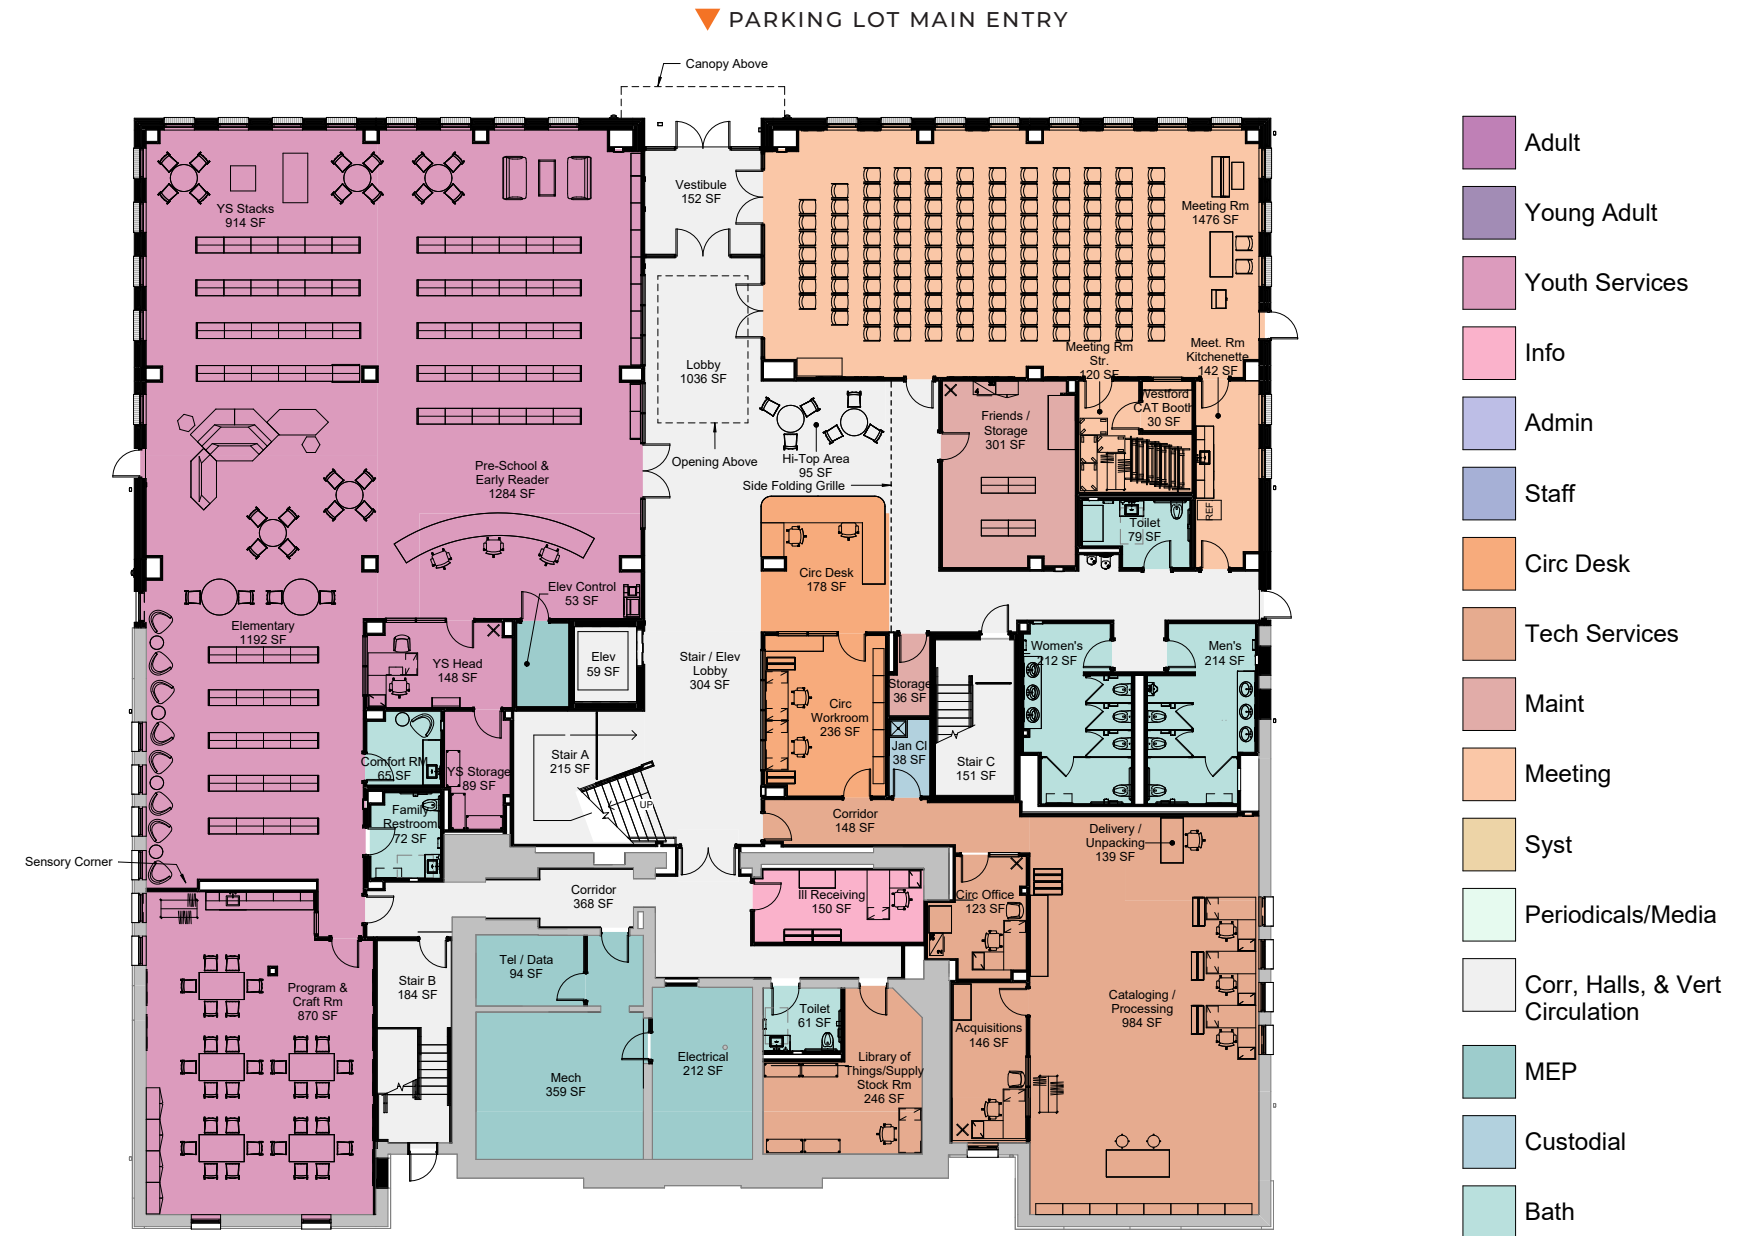 PARKING LOT MAIN ENTRY
Canopy Above
Vestibule
152 SF
YS Stacks
914 SF
Meeting Rm
1476 SF
Lobby
1036 SF
Meeting Rm
Str.
120 SF
Meet. Rm
Kitchenette
142 SF
Westford
CAT Booth
30 SF
Friends /
Storage
301 SF
Opening Above
Hi-Top Area
95 SF
Side Folding Grille
Pre-School &
Early Reader
1284 SF
REF
Toilet
79 SF
Circ Desk
178 SF
Elev Control
53 SF
Elementary
1192 SF
YS Head
148 SF
Elev
59 SF
Stair / Elev
Lobby
304 SF
Storage
36 SF
Women's
212 SF
Men's
214 SF
Circ
Workroom
236 SF
Jan Cl
38 SF
Stair C
151 SF
Stair A
215 SF
UP
Comfort RM
65 SF
YS Storage
89 SF
Family
Restroom
72 SF
Corridor
148 SF
Delivery /
Unpacking
139 SF
Sensory Corner
Corridor
368 SF
Ill Receiving
150 SF
Circ Office
123 SF
Tel / Data
94 SF
Stair B
184 SF
Program &
Craft Rm
870 SF
Toilet
61 SF
Acquisitions
146 SF
Cataloging /
Processing
984 SF
Mech
359 SF
Electrical
212 SF
Library of
Things/Supply
Stock Rm
246 SF
Adult
Young Adult
Youth Services
Info
Admin
Staff
Circ Desk
Tech Services
Maint
Meeting
Syst
Periodicals/Media
Corr, Halls, & Vert
Circulation
MEP
Custodial
Bath